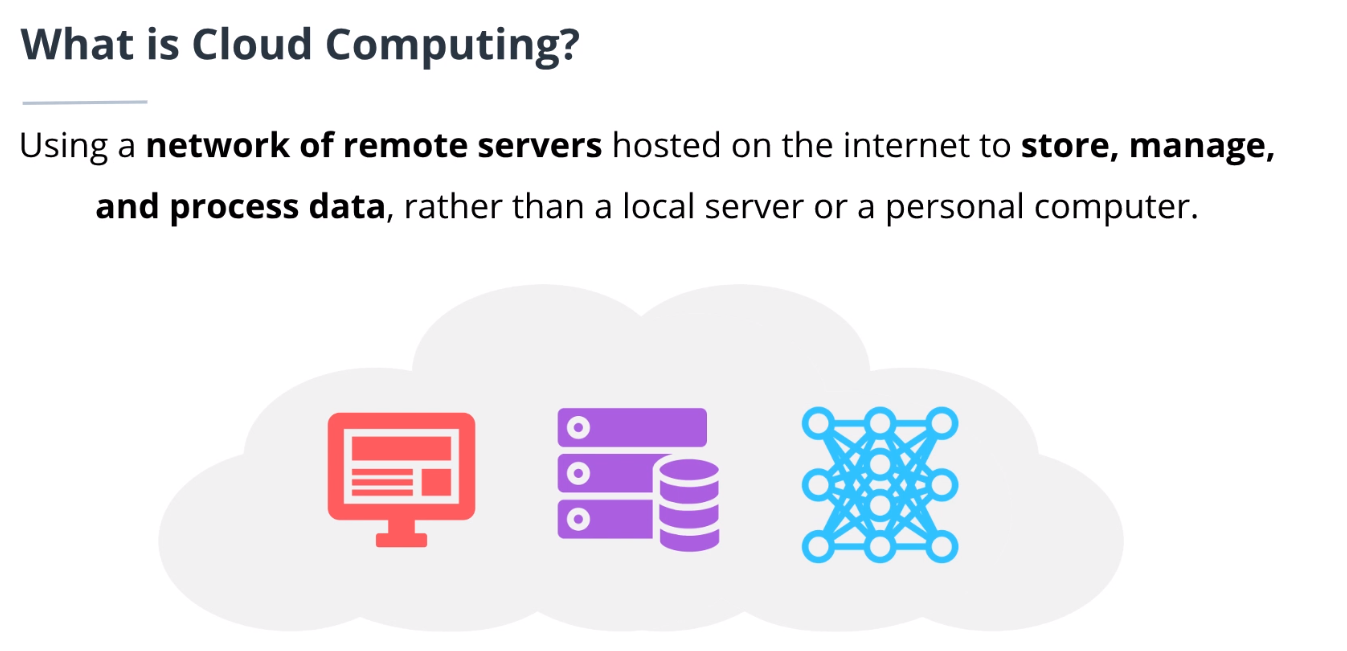 What is Cloud Computing?
Using a network of remote servers hosted on the internet to store, manage,
and process data, rather than a local server or a personal computer.